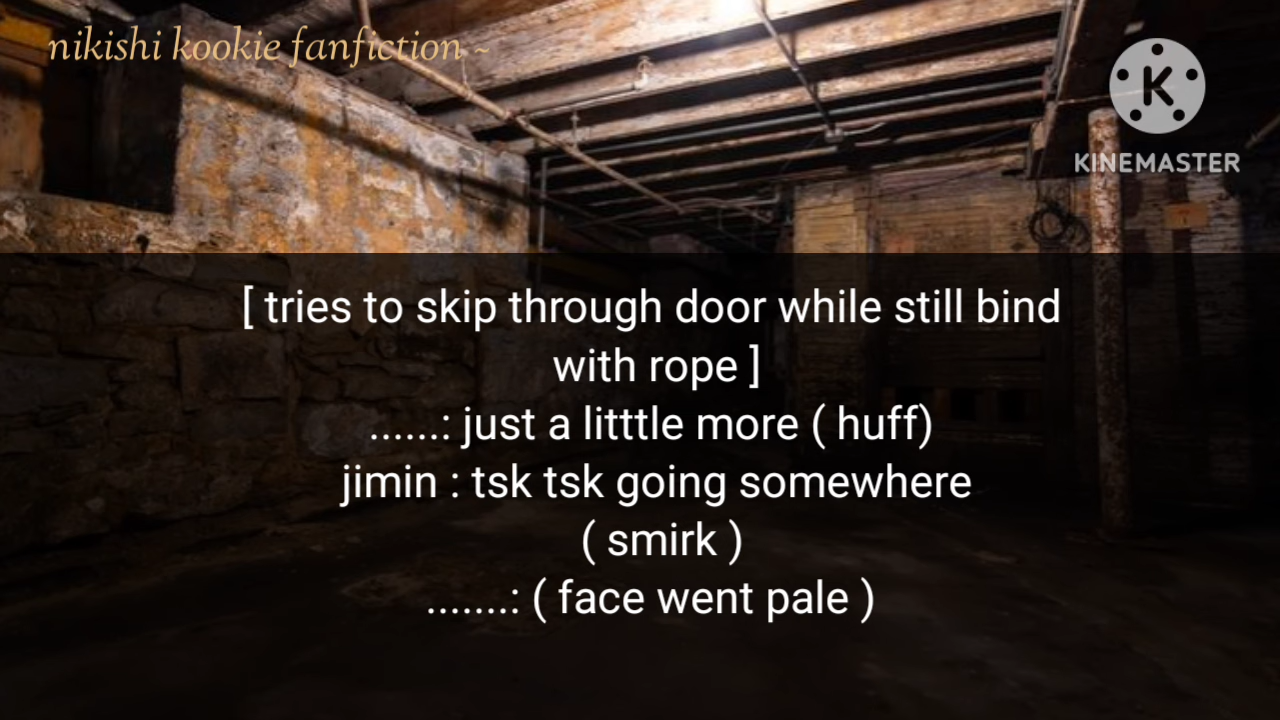 nikishi kookie fanfiction ~
K
KINEMASTER
[ tries to skip through door while still bind
with rope ]
......: just a litttle more ( huff)
jimin : tsk tsk going somewhere
( smirk )
.......: ( face went pale )